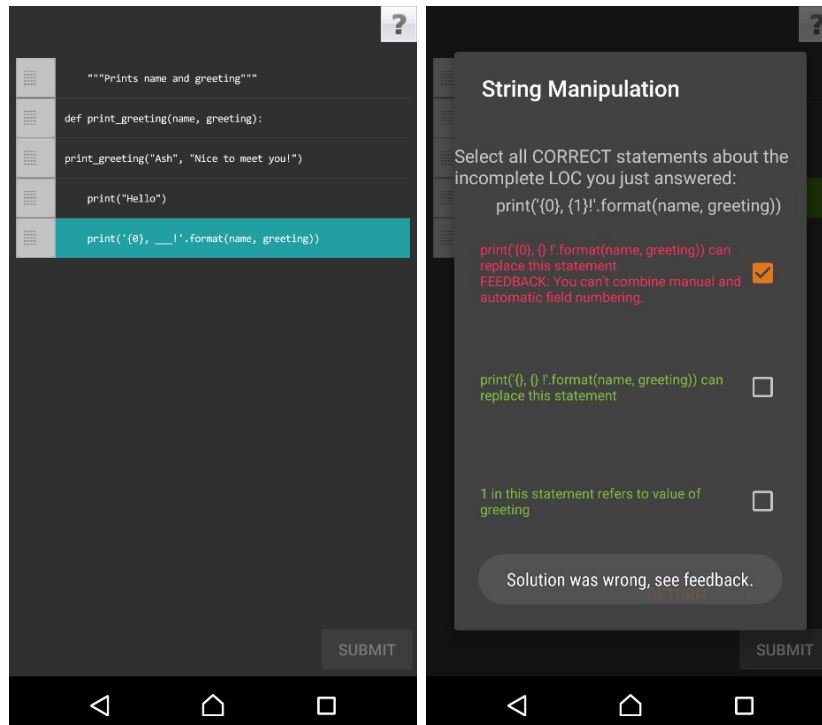 ?
"""Prints name and greeting"""
def print_greeting(name, greeting):
print_greeting("Ash", "Nice to meet you!")
print("Hello")
print('{0}, ___!'.format(name, greeting))
SUBMIT
?
String Manipulation
Select all CORRECT statements about the
incomplete LOC you just answered:
print('{0}, {1}!'.format(name, greeting))
print('{0}, {} !'.format(name, greeting)) can
replace this statement
FEEDBACK: You can't combine manual and
automatic field numbering.
print('{}, {} !'.format(name, greeting)) can
replace this statement
1 in this statement refers to value of
greeting
Solution was wrong, see feedback.
RETURN
SUBMIT